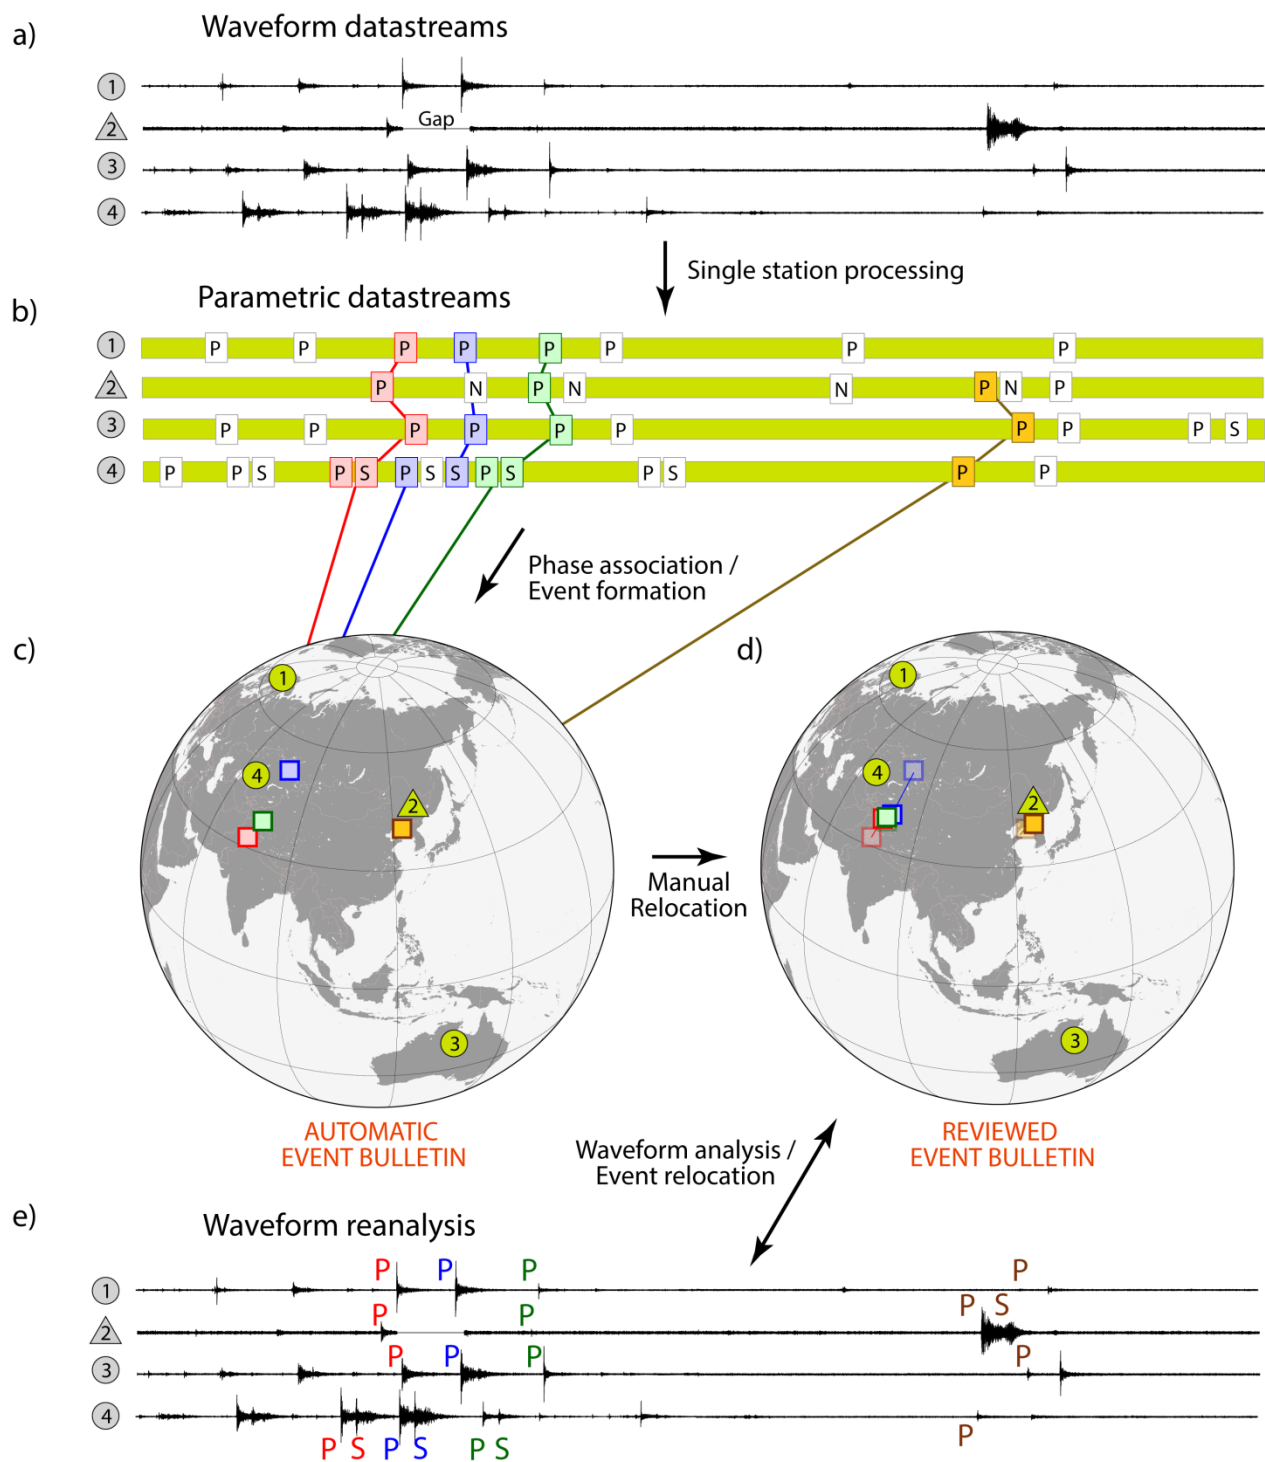 a)
Waveform datastreams
1
2
Gap
3
4
Single station processing
b)
Parametric datastreams
1 P P P P P P P P
2 P N P N N P N P
3 P P P P P P P P P S
4 P P S P S P S S P S P S P P
Phase association /
Event formation
c)
1
4
2
3
AUTOMATIC
EVENT BULLETIN
Manual
Relocation
d)
1
4
2
3
REVIEWED
EVENT BULLETIN
Waveform analysis /
Event relocation
e)
Waveform reanalysis
1 P P P P
2 P P P S
3 P P P P
4
P S P S P S P